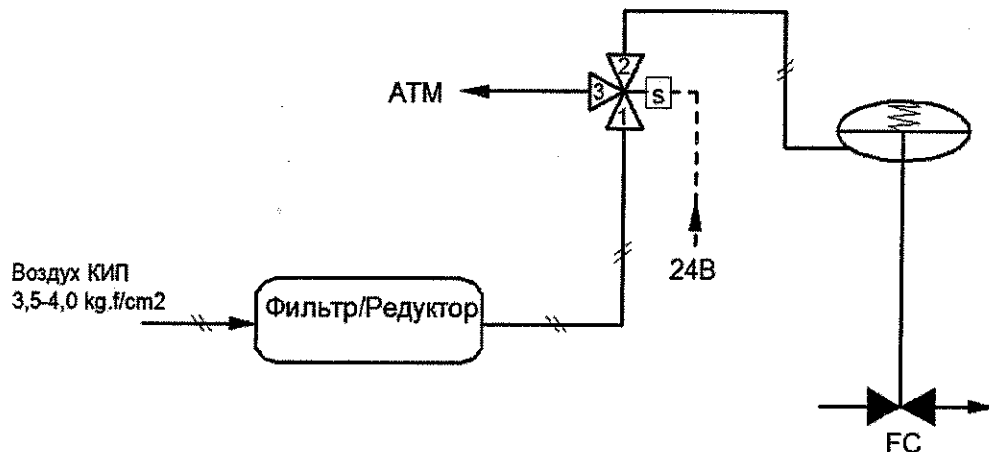 2
АТМ
3
s
1
24В
Воздух КИП
3,5-4,0 kg.f/cm2
Фильтр/Редуктор
FC